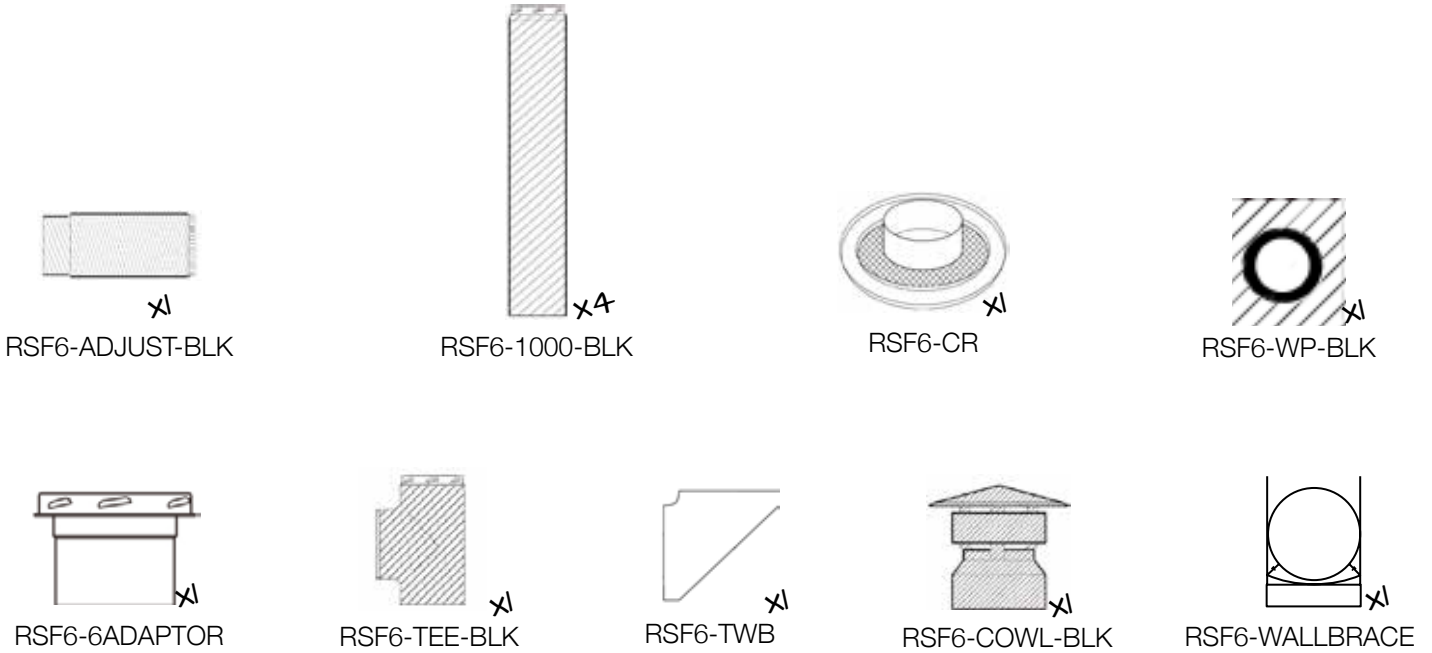 x1
RSF6-ADJUST-BLK
x4
RSF6-1000-BLK
x1
RSF6-CR
x1
RSF6-WP-BLK
x1
RSF6-6ADAPTOR
x1
RSF6-TEE-BLK
x1
RSF6-TWB
x1
RSF6-COWL-BLK
x1
RSF6-WALLBRACE